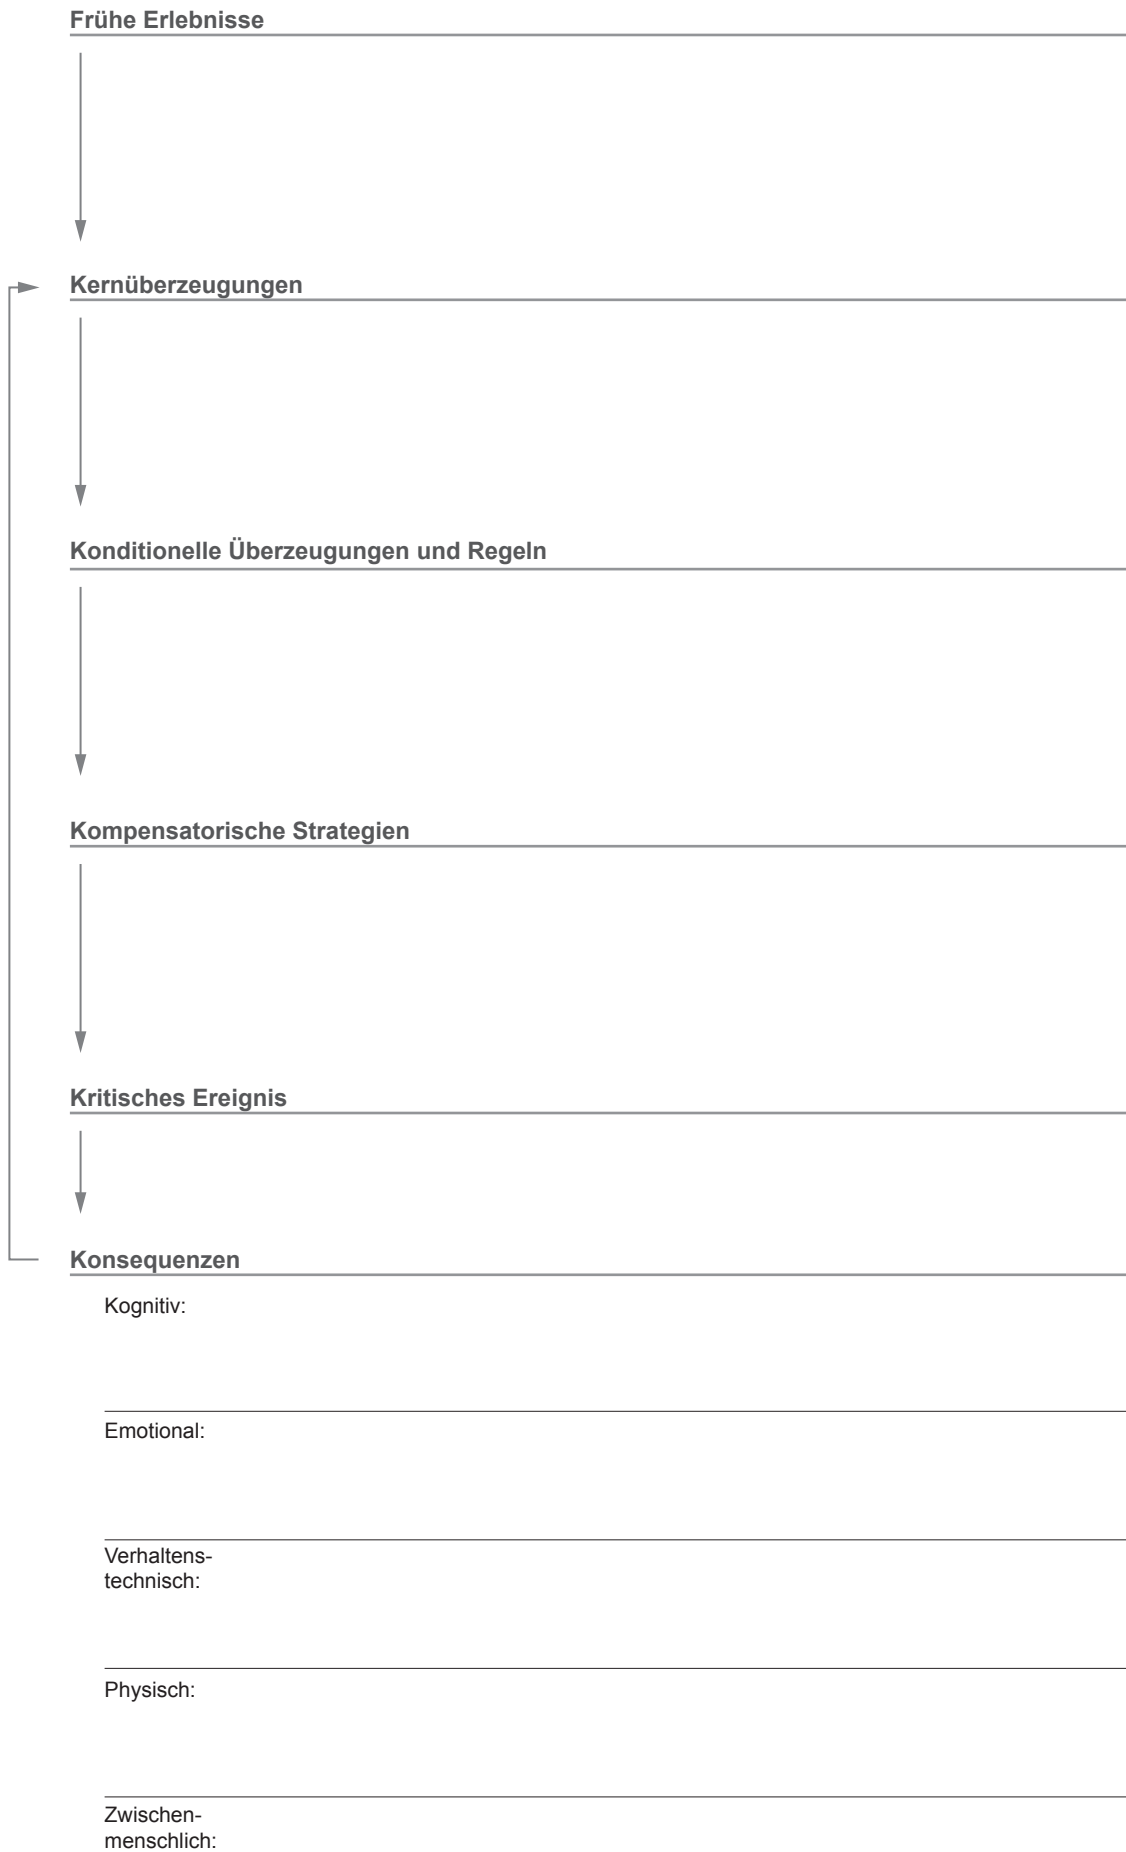 Frühe Erlebnisse
Kernüberzeugungen
Konditionelle Überzeugungen und Regeln
Kompensatorische Strategien
Kritisches Ereignis
Konsequenzen
Kognitiv:
Emotional:
Verhaltens-
technisch:
Physisch:
Zwischen-
menschlich: